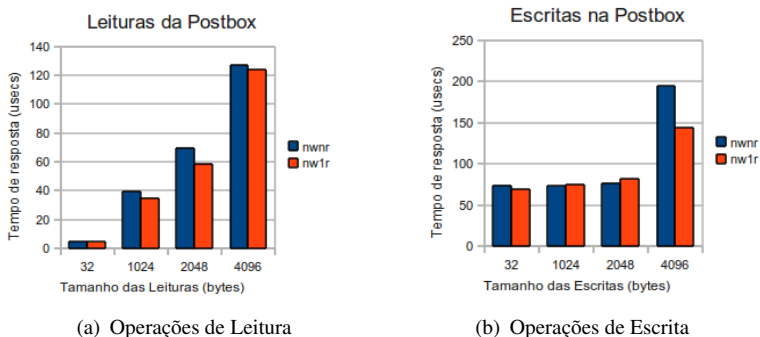 Leituras da Postbox
Tempo de resposta (usecs)
140
120
100
80
60
40
20
0
32 1024 2048 4096
Tamanho das Leituras (bytes)
nwnr
nw1r
(a) Operações de Leitura
Escritas na Postbox
Tempo de resposta (usecs)
250
200
150
100
50
0
32 1024 2048 4096
Tamanho das Escritas (bytes)
nwnr
nw1r
(b) Operações de Escrita